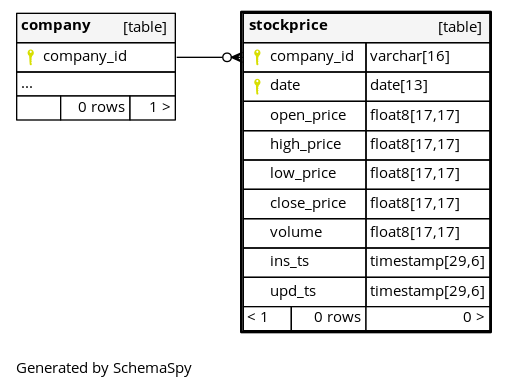 company [table]
company_id
...
0 rows 1 >
stockprice [table]
company_id varchar[16]
date date[13]
open_price float8[17,17]
high_price float8[17,17]
low_price float8[17,17]
close_price float8[17,17]
volume float8[17,17]
ins_ts timestamp[29,6]
upd_ts timestamp[29,6]
< 1 0 rows 0 >
Generated by SchemaSpy